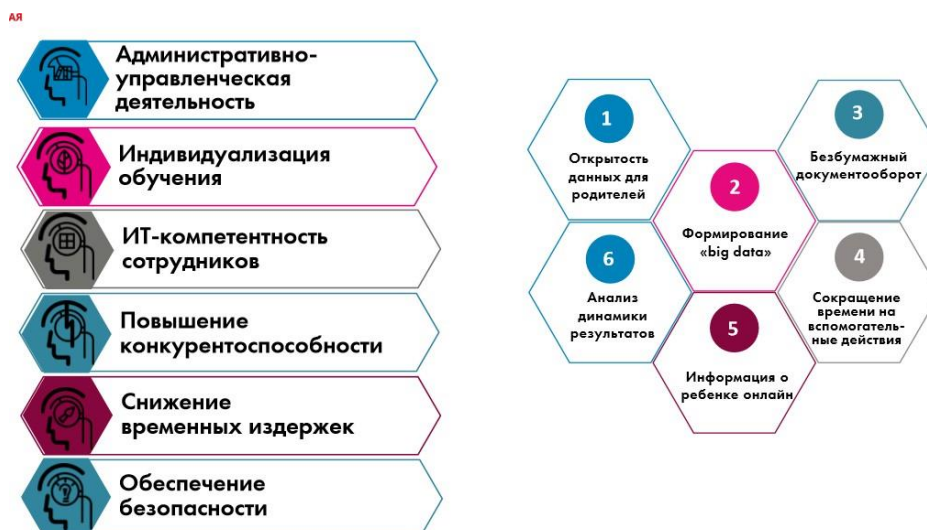 АЯ
Административно-
управленческая
деятельность
Индивидуализация
обучения
ИТ-компетентность
сотрудников
Повышение
конкурентоспособности
Снижение
временных издержек
Обеспечение
безопасности
1
Открытость
данных для
родителей
2
Формирование
«big data»
3
Безбумажный
документооборот
4
Сокращение
времени на
вспомогатель-
ные действия
5
Информация о
ребенке онлайн
6
Анализ
динамики
результатов